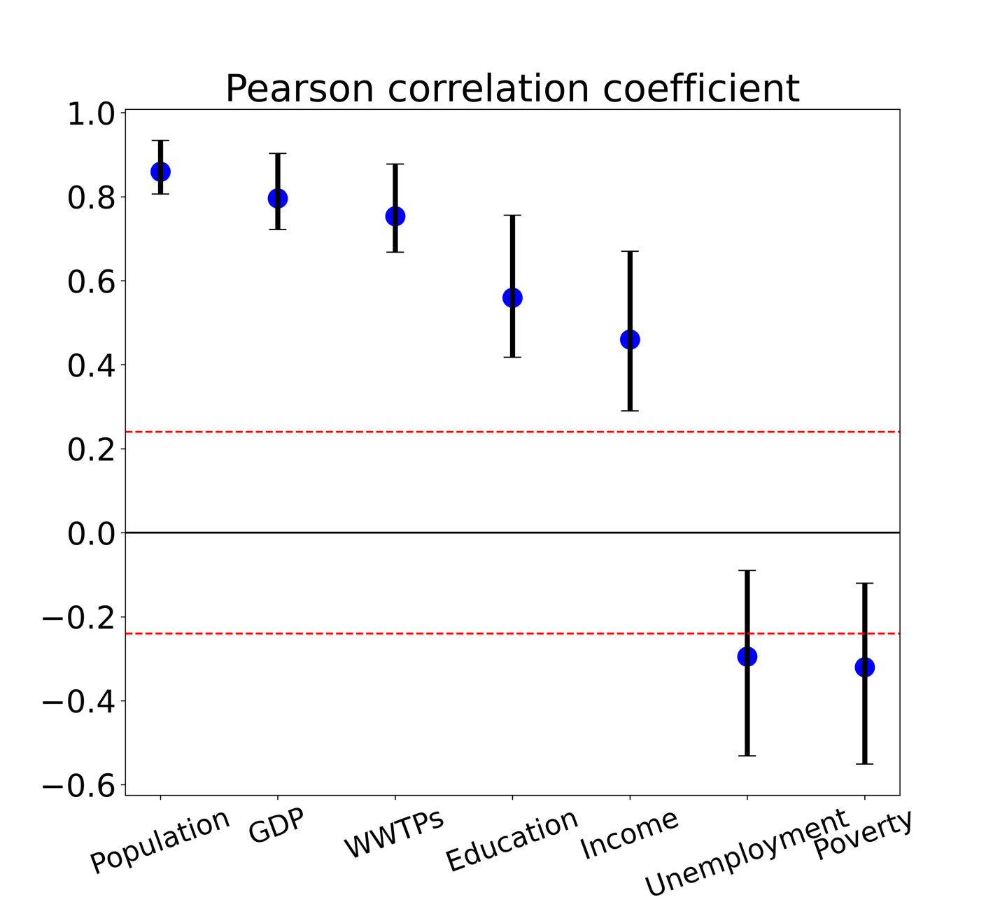 Pearson correlation coefficient
1.0
0.8
0.6
0.4
0.2
0.0
−0.2
−0.4
−0.6
Population
GDP
WWTPs
Education
Income
Unemployment
Poverty